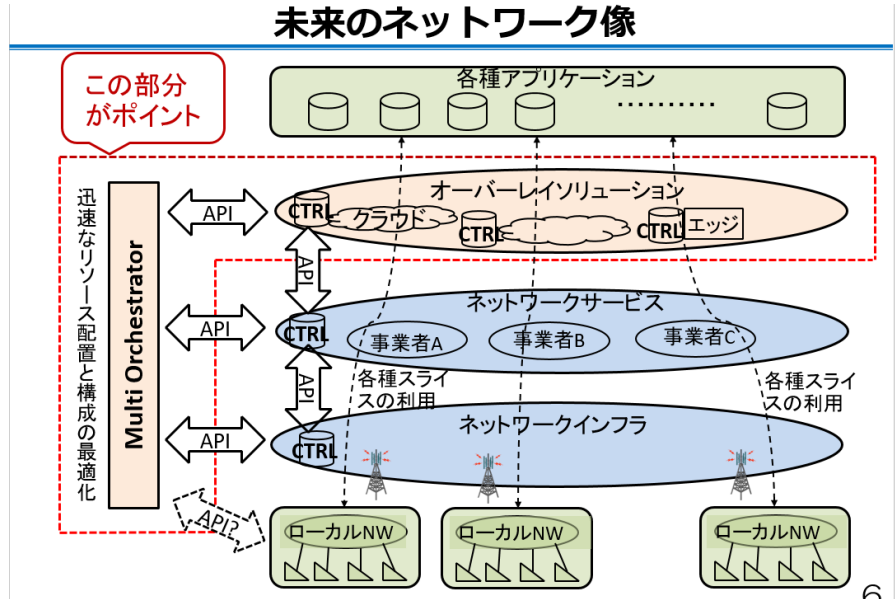 未来のネットワーク像
この部分
がポイント
各種アプリケーション
‥‥‥‥‥
迅速なリソース配置と構成の最適化
Multi Orchestrator
API
オーバーレイソリューション
CTRL
クラウド
CTRL
CTRL
エッジ
API
API
ネットワークサービス
CTRL
事業者A
事業者B
事業者C
API
各種スライ
スの利用
各種スライ
スの利用
API
ネットワークインフラ
CTRL
API?
ローカルNW
ローカルNW
ローカルNW
6